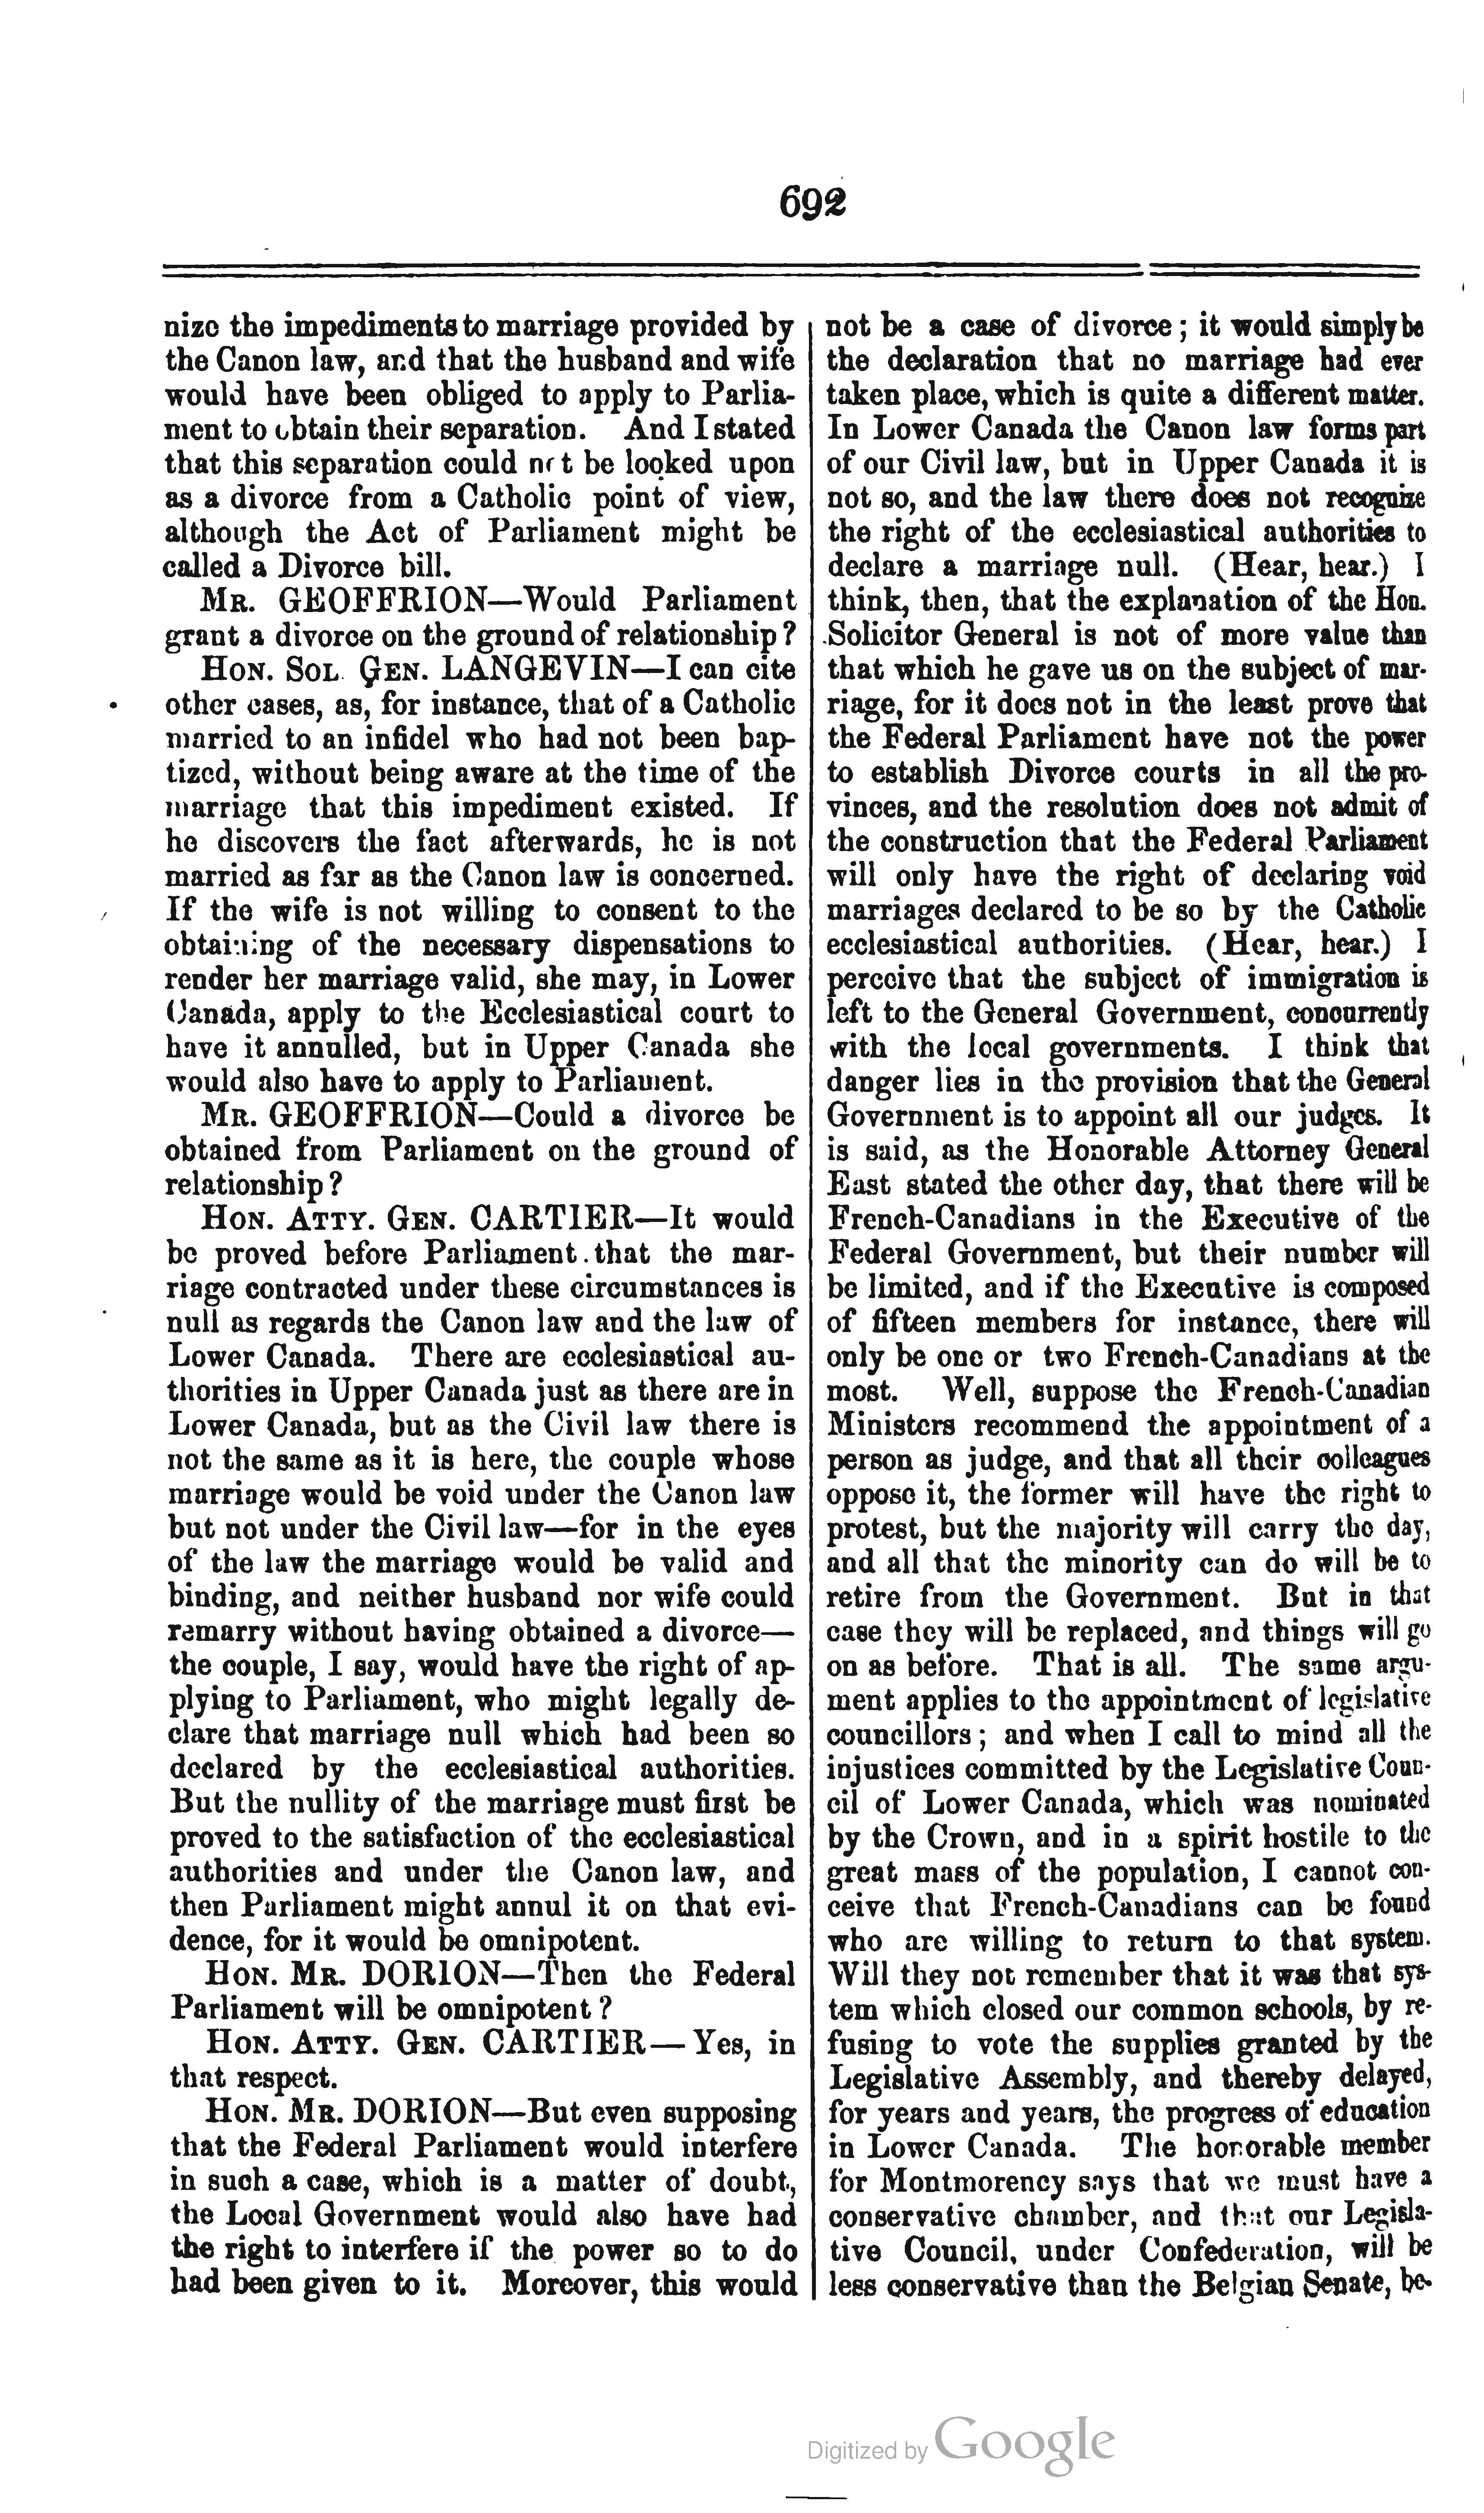 692
nize the impediments to marriage provided by
the Canon law, and that the husband and wife
would have been obliged to apply to Parlia-
ment to obtain their separation. And I stated
that this separation could not be looked upon
as a divorce from a Catholic point of view,
although the Act of Parliament might be
called a Divorce bill.
MR. GEOFFRION—Would Parliament
grant a divorce on the ground of relationship?
HON. SOL. GEN. LANGEVIN—I can cite
other cases, as, for instance, that of a Catholic
married to an infidel who had not been bap-
tized, without being aware at the time of the
marriage that this impediment existed. If
he discovers the fact afterwards, he is not
married as far as the Canon law is concerned.
If the wife is not willing to consent to the
obtaining of the necessary dispensations to
render her marriage valid, she may, in Lower
Canada, apply to the Ecclesiastical court to
have it annulled, but in Upper Canada she
would also have to apply to Parliament.
MR. GEOFFRION—Could a divorce be
obtained from Parliament on the ground of
relationship?
HON. ATTY. GEN. CARTIER—It would
be proved before Parliament that the mar-
riage contracted under these circumstances is
null as regards the Canon law and the law of
Lower Canada. There are ecclesiastical au-
thorities in Upper Canada just as there are in
Lower Canada, but as the Civil law there is
not the same as it is here, the couple whose
marriage would be void under the Canon law
but not under the Civil law—for in the eyes
of the law the marriage would be valid and
binding, and neither husband nor wife could
remarry without having obtained a divorce—
the couple, I say, would have the right of ap-
plying to Parliament, who might legally de-
clare that marriage null which had been so
declared by the ecclesiastical authorities.
But the nullity of the marriage must first be
proved to the satisfaction of the ecclesiastical
authorities and under the Canon law, and
then Parliament might annul it on that evi-
dence, for it would be omnipotent.
HON. MR. DORION—Then the Federal
Parliament will be omnipotent?
HON. ATTY. GEN. CARTIER—Yes, in
that respect.
HON. MR. DORION—But even supposing
that the Federal Parliament would interfere
in such a case, which is a matter of doubt,
the Local Government would also have had
the right to interfere if the power so to do
had been given to it. Moreover, this would
not be a case of divorce; it would simply be
the declaration that no marriage had ever
taken place, which is quite a different matter.
In Lower Canada the Canon law forms part
of our Civil law, but in Upper Canada it is
not so, and the law there does not recognize
the right of the ecclesiastical authorities to
declare a marriage null. (Hear, hear.) I
think, then, that the explanation of the Hon.
Solicitor General is not of more value than
that which he gave us on the subject of mar-
riage, for it does not in the least prove that
the Federal Parliament have not the power
to establish Divorce courts in all the pro-
vinces, and the resolution does not admit of
the construction that the Federal Parliament
will only have the right of declaring void
marriages declared to be so by the Catholic
ecclesiastical authorities. (Hear, hear.) I
perceive that the subject of immigration is
left to the General Government, concurrently
with the local governments. I think that
danger lies in the provision that the General
Government is to appoint all our judges. It
is said, as the Honorable Attorney General
East stated the other day, that there will be
French-Canadians in the Executive of the
Federal Government, but their number will
be limited, and if the Executive is composed
of fifteen members for instance, there will
only be one or two French-Canadians at the
most. Well, suppose the French-Canadian
Ministers recommend the appointment of a
person as judge, and that all their colleagues
oppose it, the former will have the right to
protest, but the majority will carry the day,
and all that the minority can do will be to
retire from the Government. But in that
case they will be replaced, and things will go
on as before. That is all. The same argu-
ment applies to the appointment of legislative
councillors; and when I call to mind all the
injustices committed by the Legislative Coun-
cil of Lower Canada, which was nominated
by the Crown, and in a spirit hostile to the
great mass of the population, I cannot con-
ceive that French-Canadians can be found
who are willing to return to that system.
Will they not remember that it was that sys-
tem which closed our common schools, by re-
fusing to vote the supplies granted by the
Legislative Assembly, and thereby delayed,
for years and years, the progress of education
in Lower Canada. The honorable member
for Montmorency says that we must have a
conservative chamber, and that our Legisla-
tive Council, under Confederation, will be
less conservative than the Belgian Senate, be-
Digitized by Google